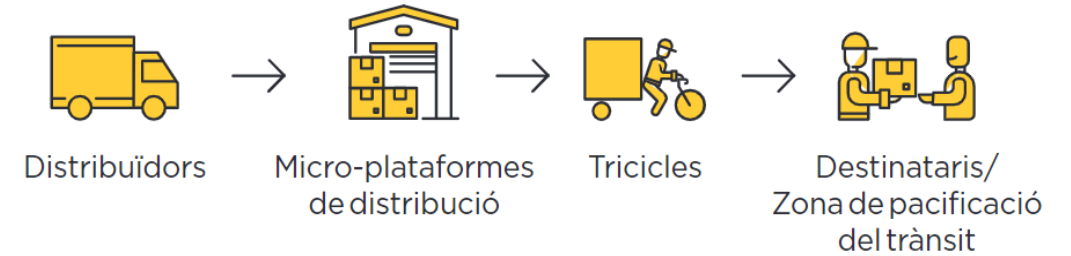 Distribuïdors
Micro-plataformes
de distribució
Tricicles
Destinataris/
Zona de pacificació
del trànsit